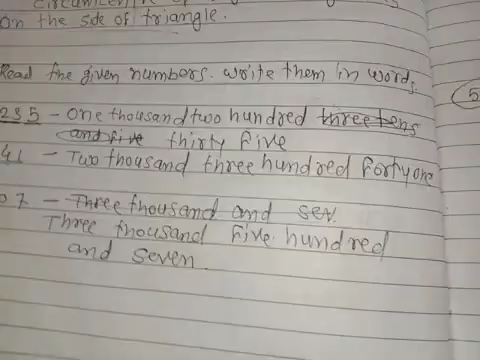 on the side of triangle.
Read the given numbers. write them in words.
5
235 - One thousand two hundred three tens
and five thirty five
41 - Two thousand three hundred Forty one
07 - Three thousand and sev.
Three thousand five hundred
and seven